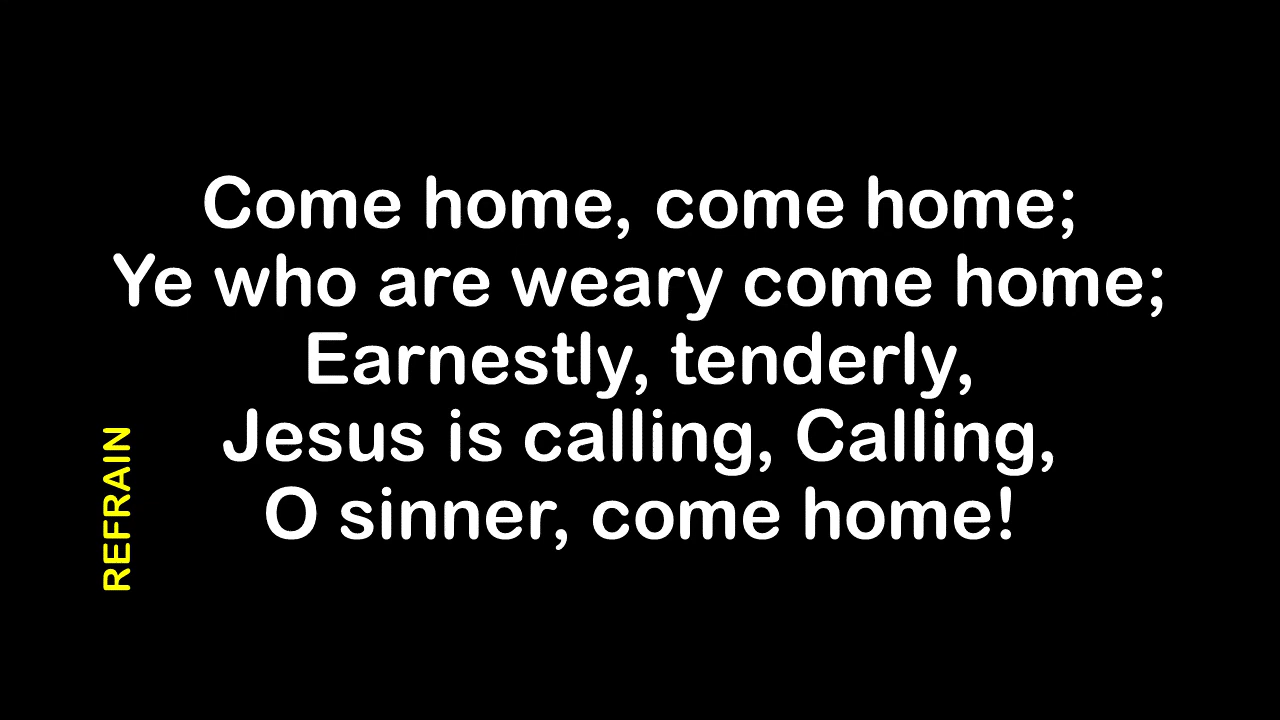 Come home, come home;
Ye who are weary come home;
Earnestly, tenderly,
Jesus is calling, Calling,
O sinner, come home!
REFRAIN